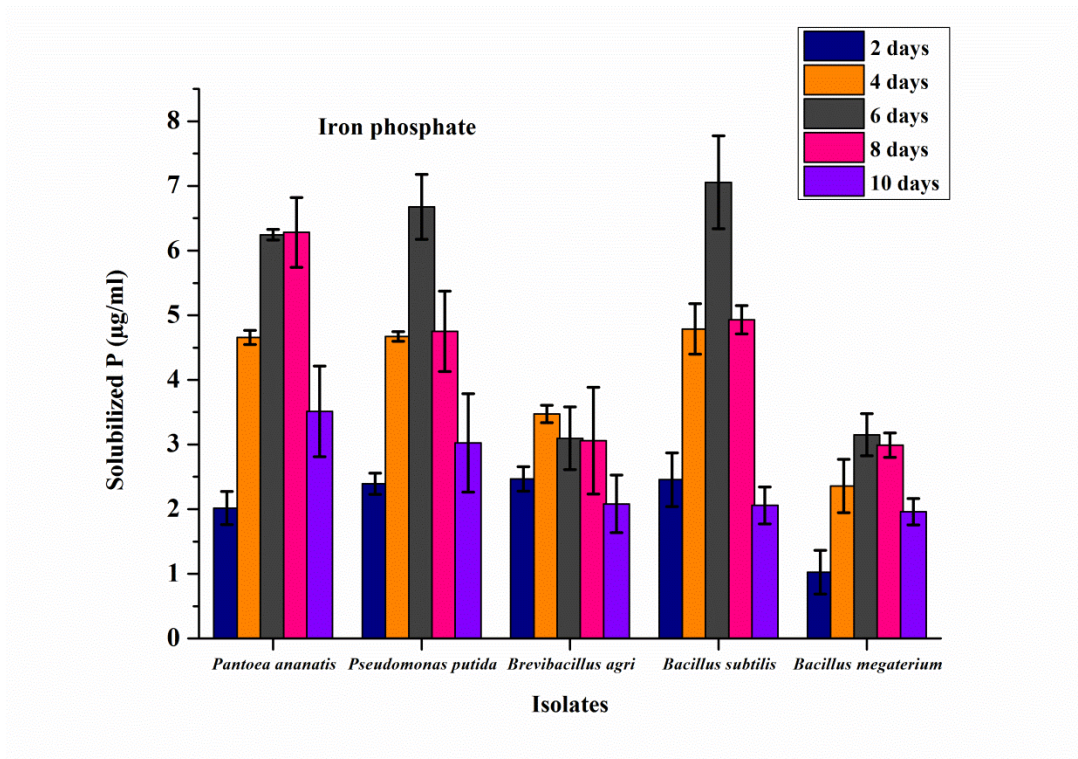 2 days
4 days
6 days
8 days
10 days
Iron phosphate
Solubilized P (µg/ml)
8
7
6
5
4
3
2
1
0
Pantoea ananatis Pseudomonas putida Brevibacillus agri Bacillus subtilis Bacillus megaterium
Isolates